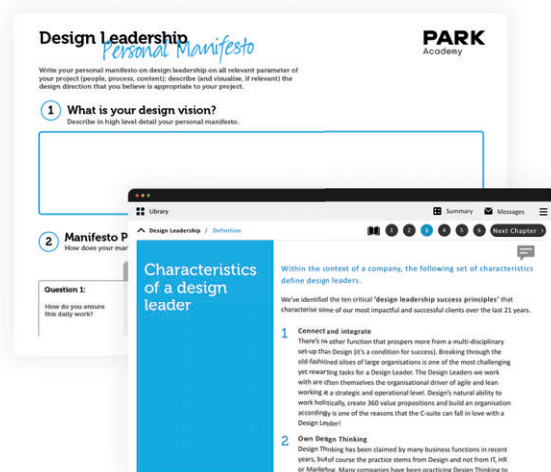 Design Leadership
Personal Manifesto
PARK
Academy
Write your personal manifesto on design leadership on all relevant parameter of
your project (people, process, content); describe (and visualise, if relevant) the
design direction that you believe is appropriate to your project.
1 What is your design vision?
Describe in high level detail your personal manifesto.
2 Manifesto P
How does your mar
Question 1:
How do you ensure
this daily work?
Library
Summary
Messages
Design Leadership / Definition
1 2 3 4 5 6 Next Chapter
Characteristics
of a design
leader
Within the context of a company, the following set of characteristics
define design leaders.
We've identified the ten critical "design leadership success principles" that
characterise some of our most impactful and successful clients over the last 21 years.
1 Connect and integrate
There's no other function that prospers more from a multi-disciplinary
set-up than Design (it's a condition for success). Breaking through the
old-fashioned siloes of large organisations is one of the most challenging
yet rewarding tasks for a Design Leader. The Design Leaders we work
with are often themselves the organisational driver of agile and lean
working at a strategic and operational level. Design's natural ability to
work holistically, create 360 value propositions and build an organisation
accordingly is one of the reasons that the C-suite can fall in love with a
Design Leader!
2 Own Design Thinking
Design Thinking has been claimed by many business functions in recent
years, but of course the practice stems from Design and not from IT, HR
or Marketing. Many companies have been practicing Design Thinking to